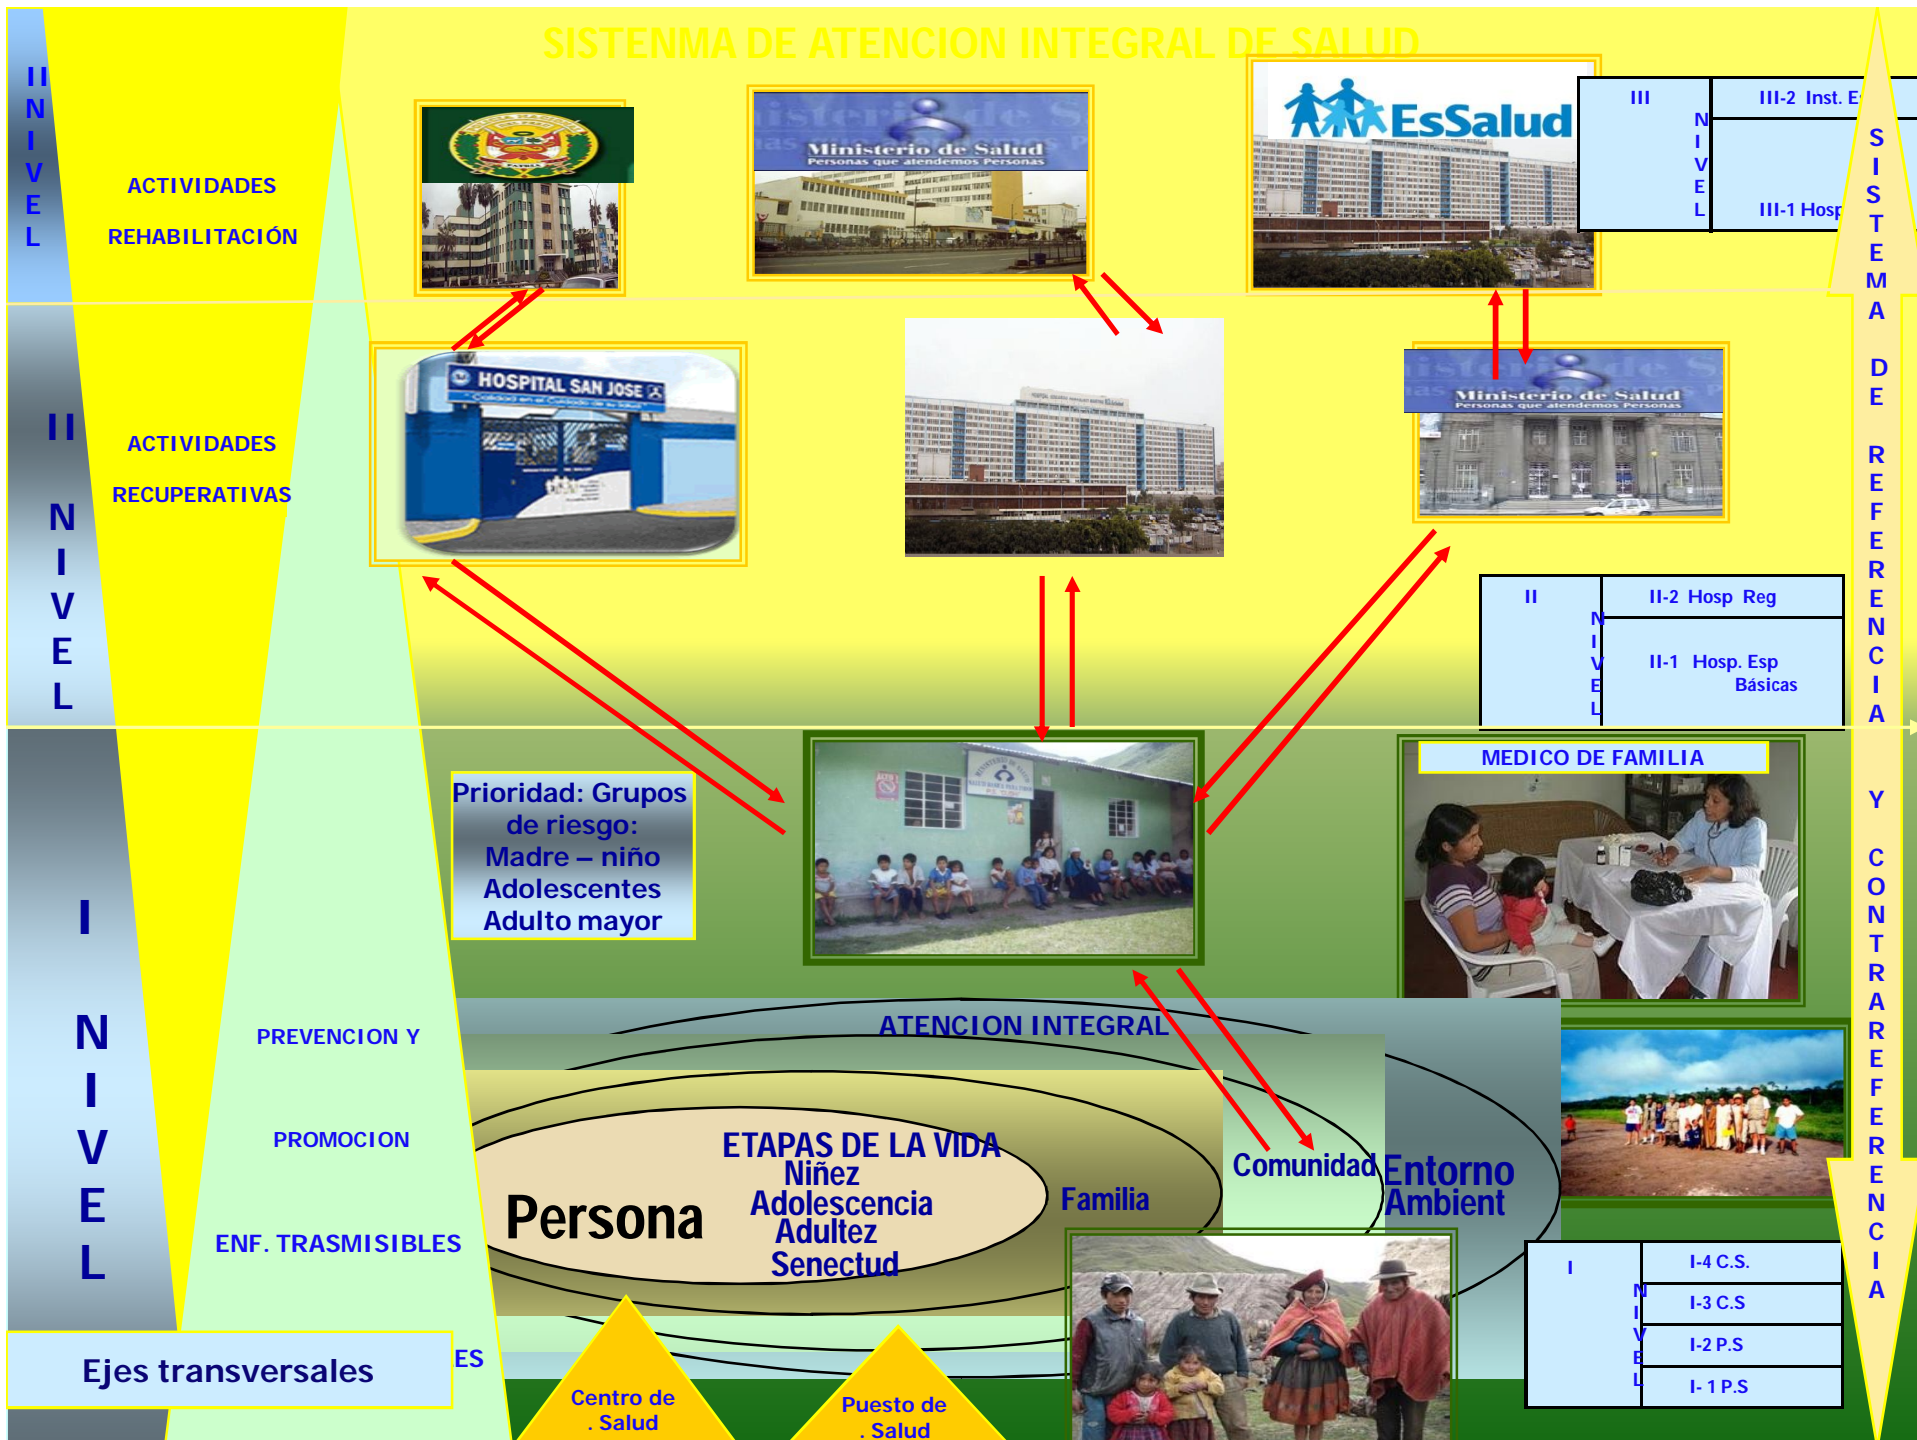 SISTENMA DE ATENCION INTEGRAL DE SALUD
II
NIVEL
ACTIVIDADES
REHABILITACIÓN
Ministerio de Salud
Personas que atendemos Personas
EsSalud
III
NIVEL
III-2 Inst. E
III-1 Hosp
SISTEMA DE REFERENCIA Y CONTRAREFERENCIA
II
NIVEL
ACTIVIDADES
RECUPERATIVAS
HOSPITAL SAN JOSE
Ministerio de Salud
Personas que atendemos Personas
II
NIVEL
II-2 Hosp Reg
II-1 Hosp. Esp
Básicas
I
NIVEL
Prioridad: Grupos
de riesgo:
Madre – niño
Adolescentes
Adulto mayor
MEDICO DE FAMILIA
PREVENCION Y
PROMOCION
ENF. TRASMISIBLES
ES
ATENCION INTEGRAL
ETAPAS DE LA VIDA
Niñez
Adolescencia
Adultez
Senectud
Persona
Familia
Comunidad
Entorno
Ambient
Ejes transversales
Centro de
. Salud
Puesto de
. Salud
I
NIVEL
I-4 C.S.
I-3 C.S
I-2 P.S
I- 1 P.S